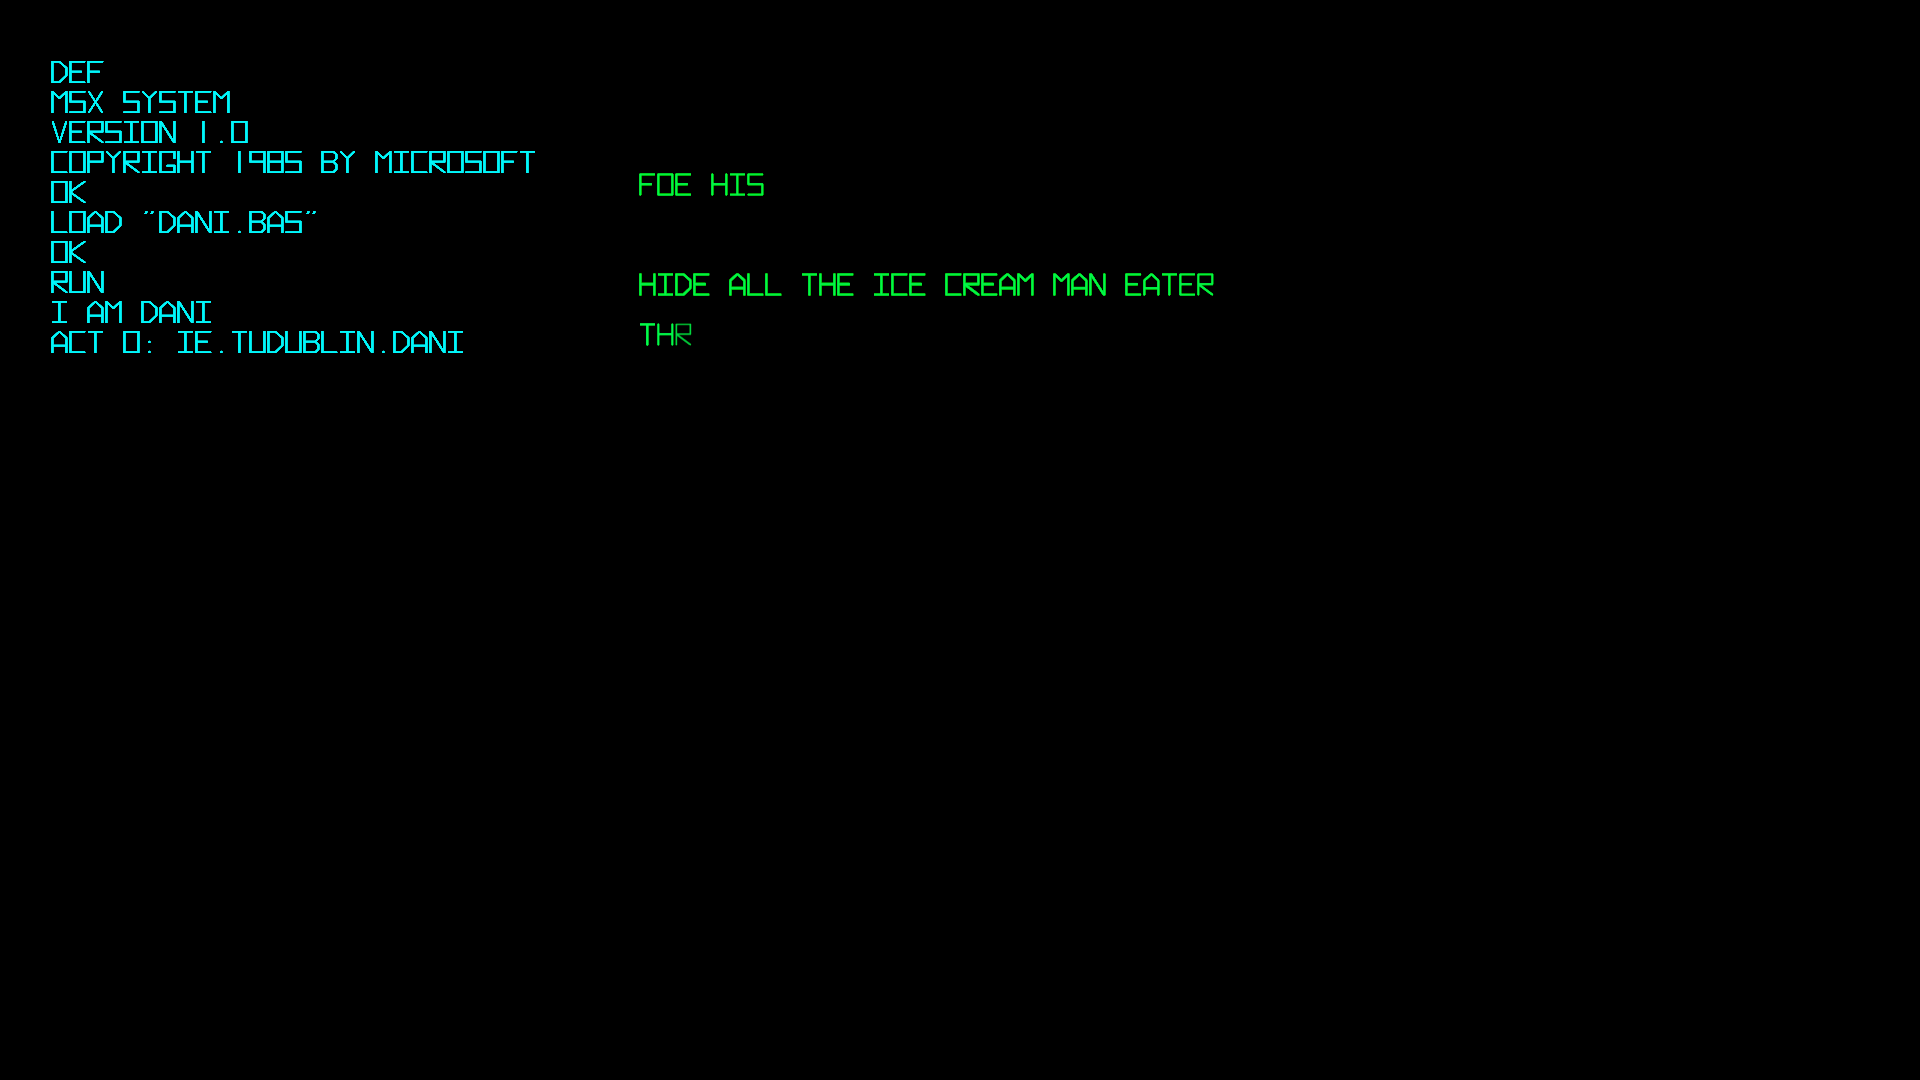 DEF
MSX SYSTEM
VERSION 1.0
COPYRIGHT 1985 BY MICROSOFT
OK
LOAD "DANI.BAS"
OK
RUN
I AM DANI
ACT 0: IE.TUDUBLIN.DANI
FOE HIS
HIDE ALL THE ICE CREAM MAN EATER
THR